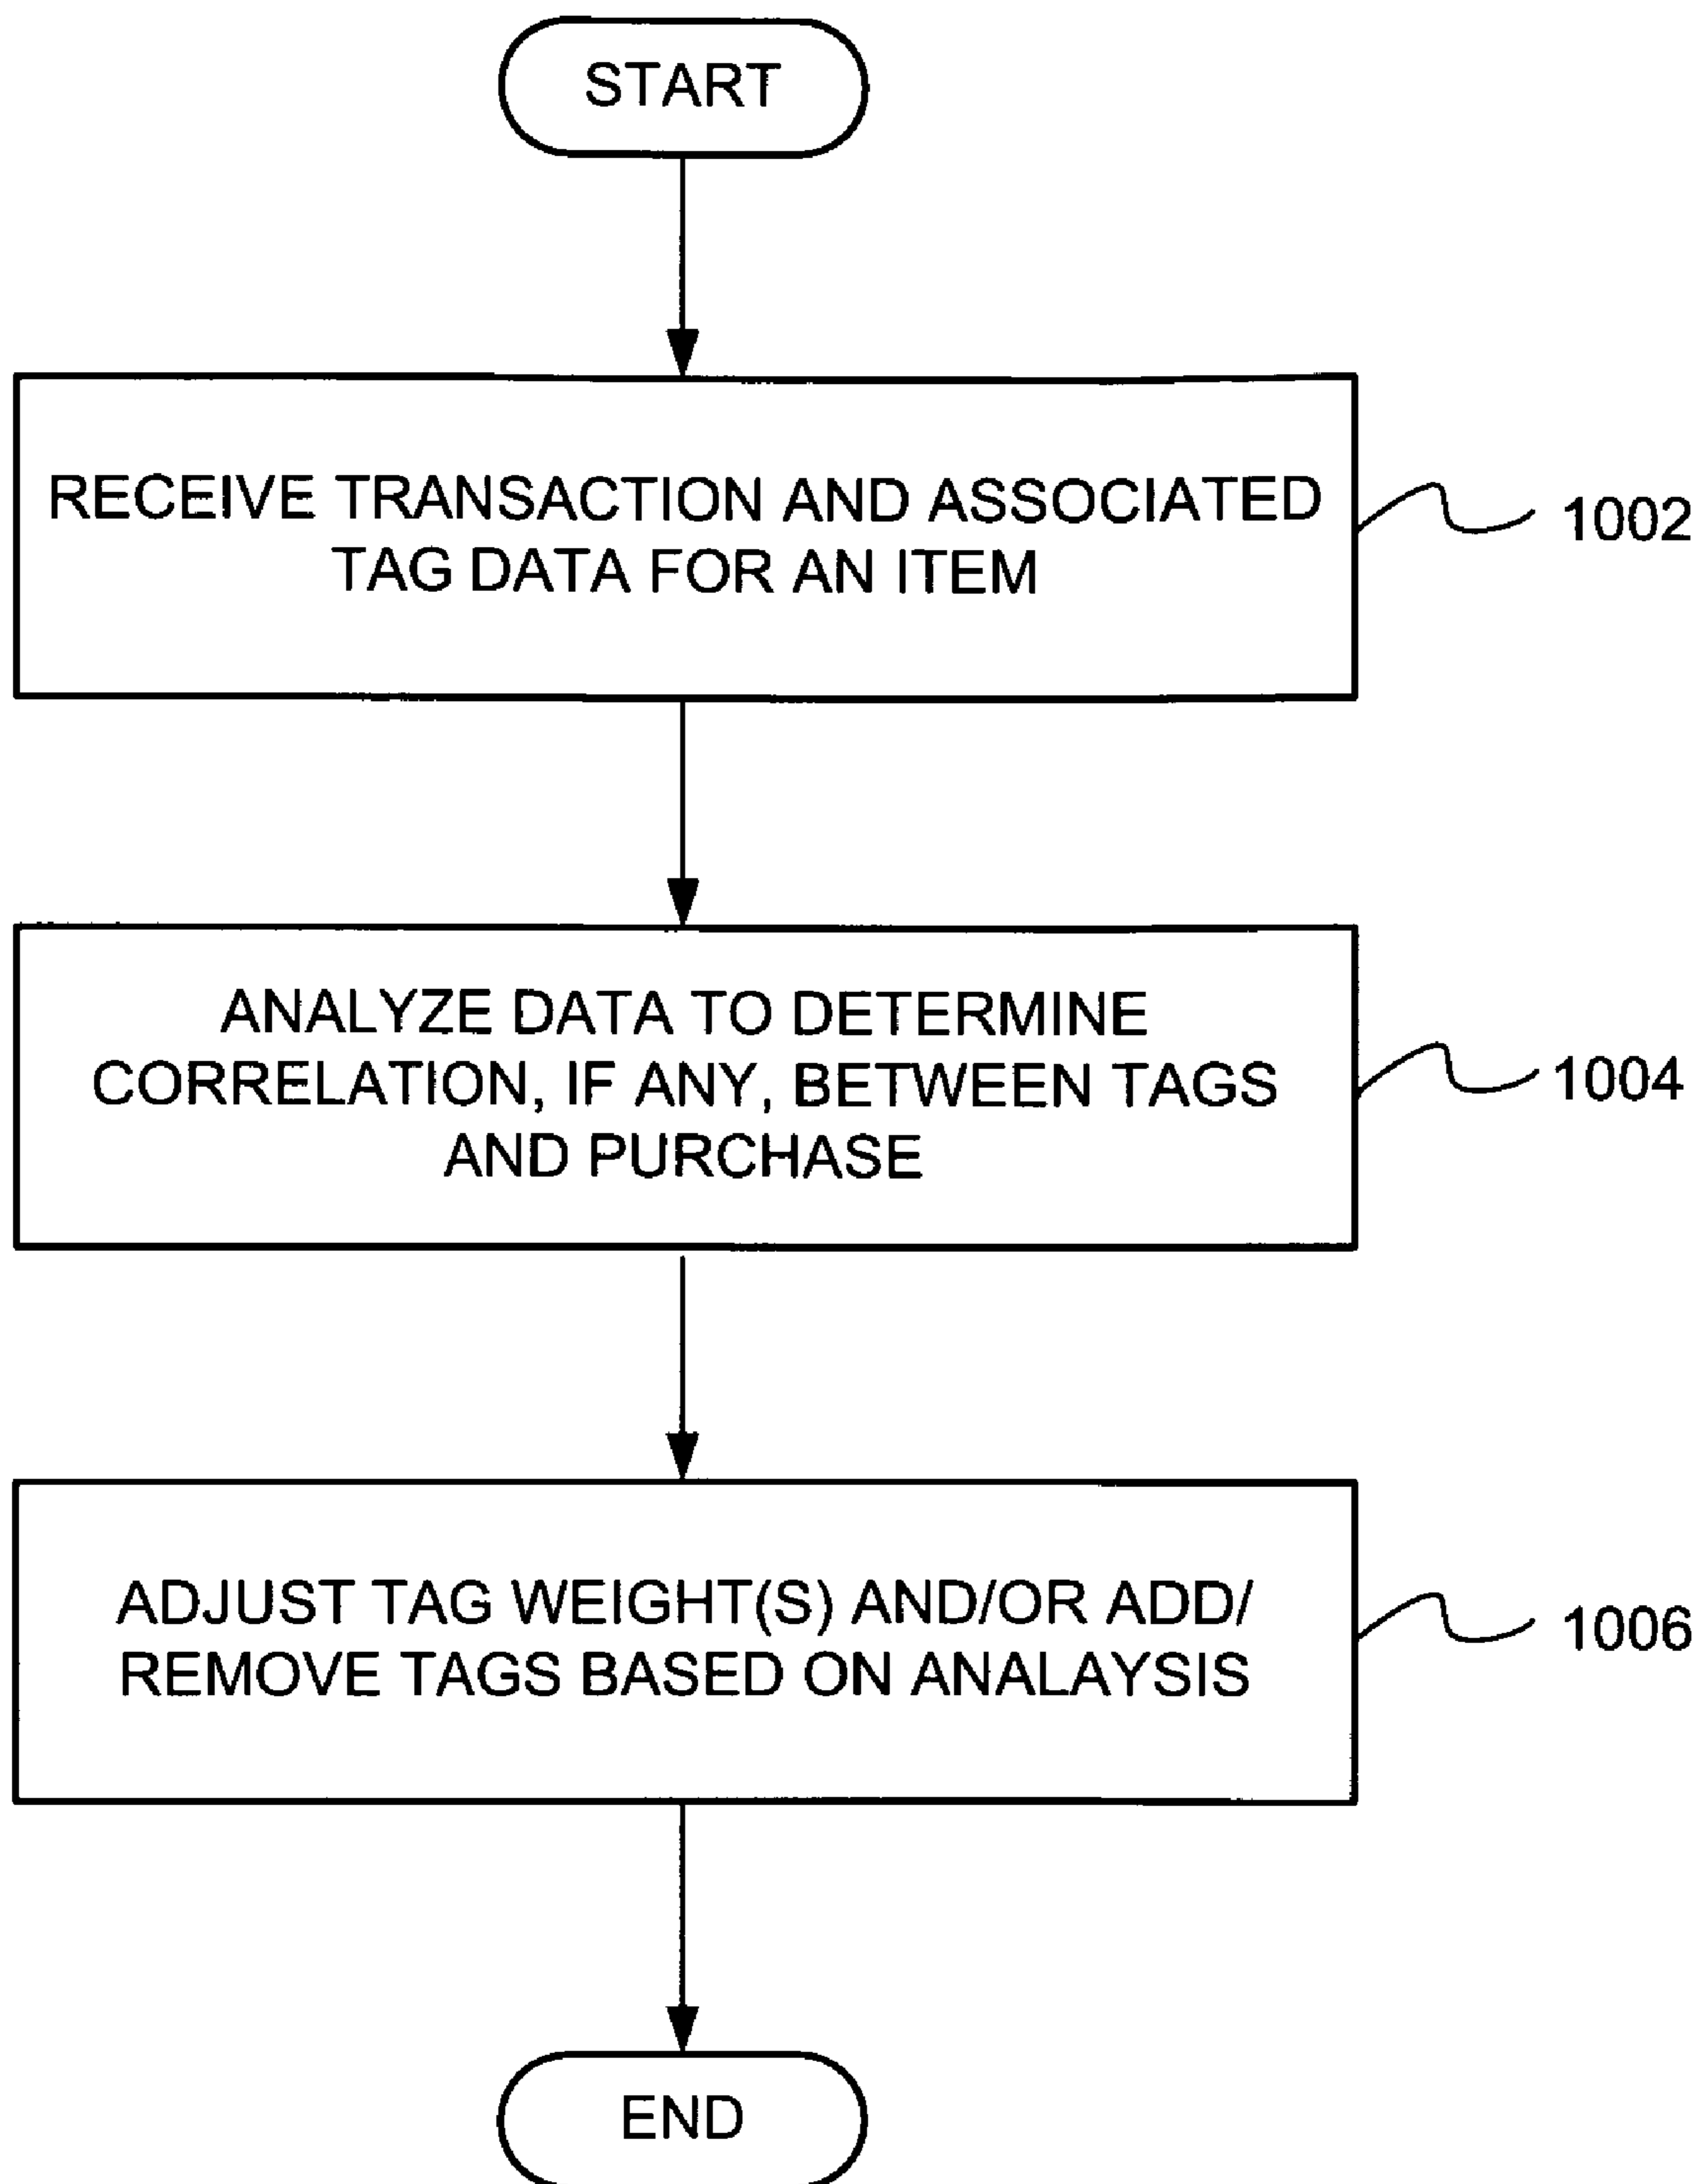 START
RECEIVE TRANSACTION AND ASSOCIATED
TAG DATA FOR AN ITEM
1002
ANALYZE DATA TO DETERMINE
CORRELATION, IF ANY, BETWEEN TAGS
AND PURCHASE
1004
ADJUST TAG WEIGHT(S) AND/OR ADD/
REMOVE TAGS BASED ON ANALAYSIS
1006
END